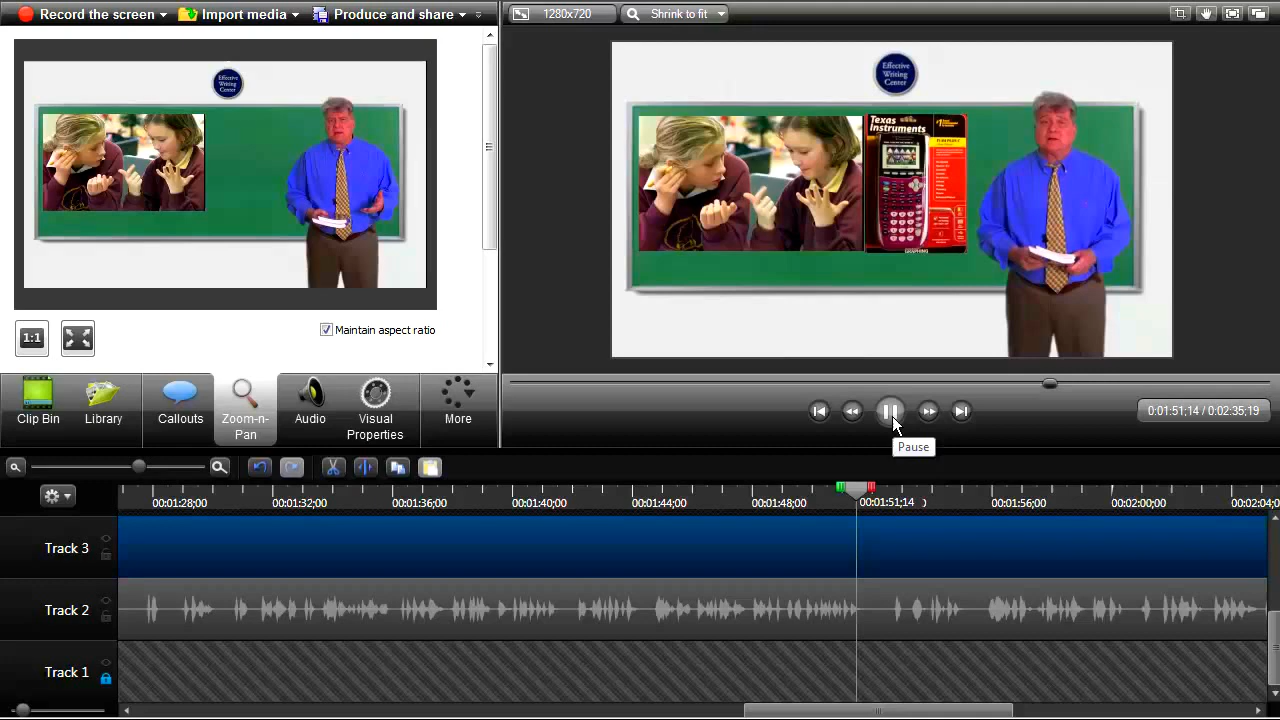 Record the screen
Import media
Produce and share
1280x720
Shrink to fit
Effective
Writing
Center
Effective
Writing
Center
Texas
Instruments
GRAPHING
1:1
Maintain aspect ratio
Clip Bin
Library
Callouts
Zoom-n-
Pan
Audio
Visual
Properties
More
0:01:51;14 / 0:02:35;19
Pause
00:01:28;00
00:01:32;00
00:01:36;00
00:01:40;00
00:01:44;00
00:01:48;00
00:01:51;14
00:01:56;00
00:02:00;00
00:02:04;0
Track 3
Track 2
Track 1